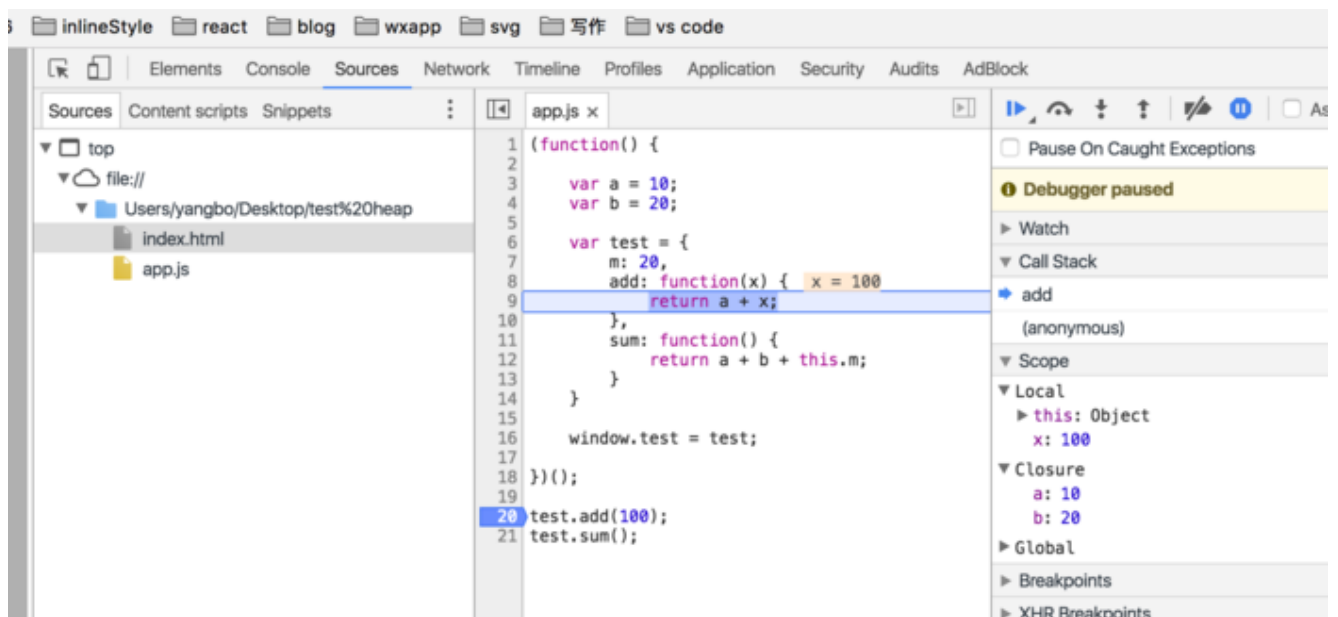 inlineStyle react blog wxapp svg 写作 vs code
Elements Console Sources Network Timeline Profiles Application Security Audits AdBlock
Sources Content scripts Snippets
top
file://
Users/yangbo/Desktop/test%20heap
index.html
app.js
app.js ×
1 (function() {
2
3 var a = 10;
4 var b = 20;
5
6 var test = {
7 m: 20,
8 add: function(x) { x = 100
9 return a + x;
10 },
11 sum: function() {
12 return a + b + this.m;
13 }
14 }
15
16 window.test = test;
17
18 })();
19
20 test.add(100);
21 test.sum();
As
Pause On Caught Exceptions
Debugger paused
Watch
Call Stack
add
(anonymous)
Scope
Local
this: Object
x: 100
Closure
a: 10
b: 20
Global
Breakpoints
XHR Breakpoints